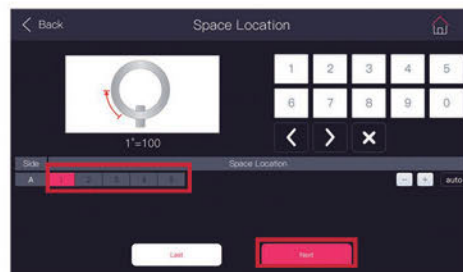 Back Space Location
1 2 3 4 5
6 7 8 9 0
1°=100
Side Space Location
A 1 2 3 4 5 - + auto
Last Next